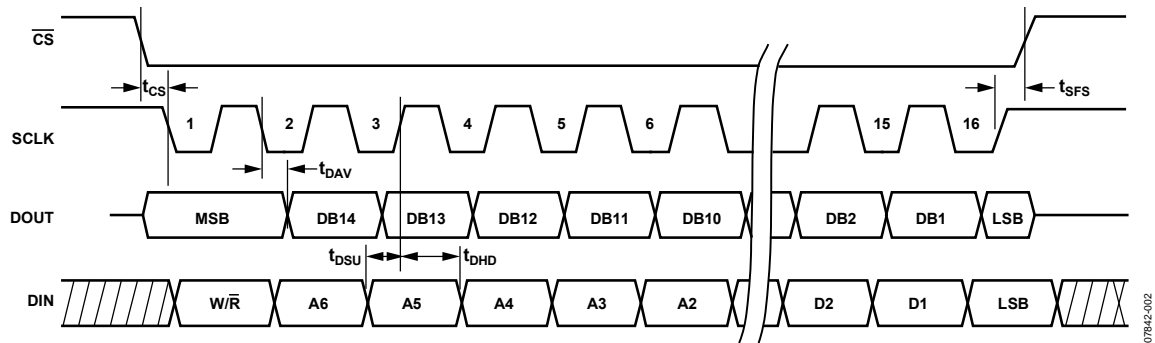 CS
tCS
tSFS
SCLK
1 2 3 4 5 6 15 16
tDAV
DOUT
MSB DB14 DB13 DB12 DB11 DB10 DB2 DB1 LSB
tDSU tDHD
DIN
W/R A6 A5 A4 A3 A2 D2 D1 LSB
07842-002